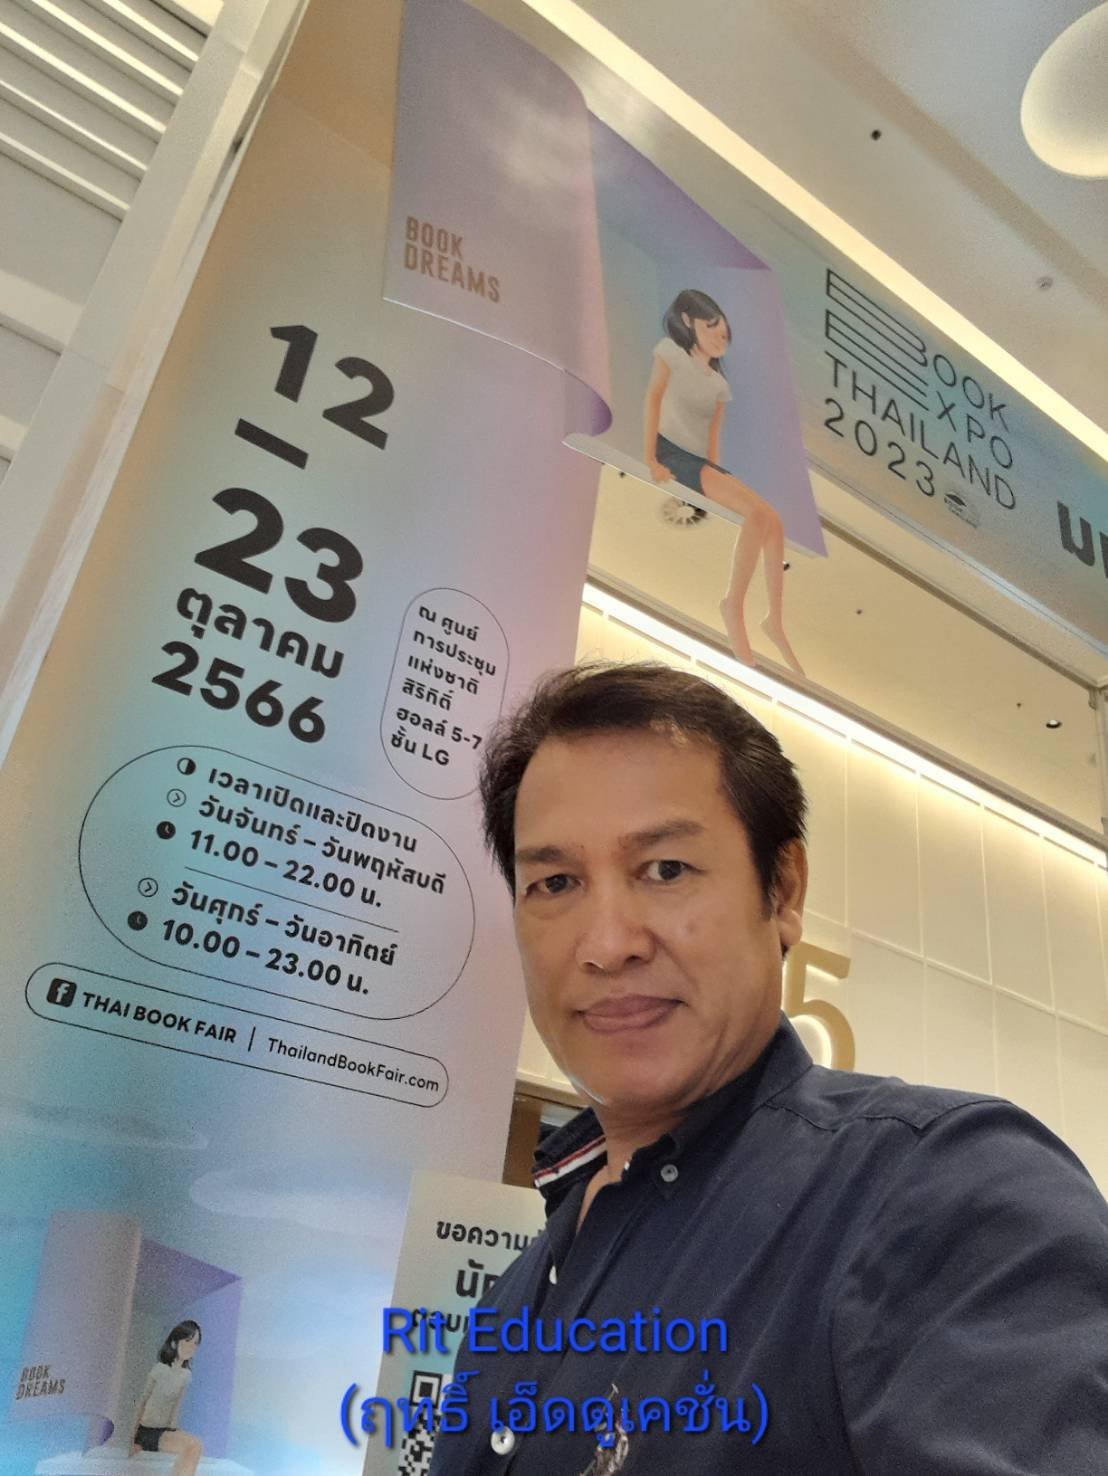 BOOK
DREAMS
12
–
23
ตุลาคม
2566
ณ ศูนย์
การประชุม
แห่งชาติ
สิริกิติ์
ฮอลล์ 5-7
ชั้น LG
เวลาเปิดและปิดงาน
วันจันทร์ – วันพฤหัสบดี
11.00 – 22.00 น.
วันศุกร์ – วันอาทิตย์
10.00 – 23.00 น.
THAI BOOK FAIR | ThailandBookFair.com
BOOK
EXPO
THAILAND
2023
5
BOOK
DREAMS
Rit Education
(ฤทธิ์ เอ็ดดูเคชั่น)